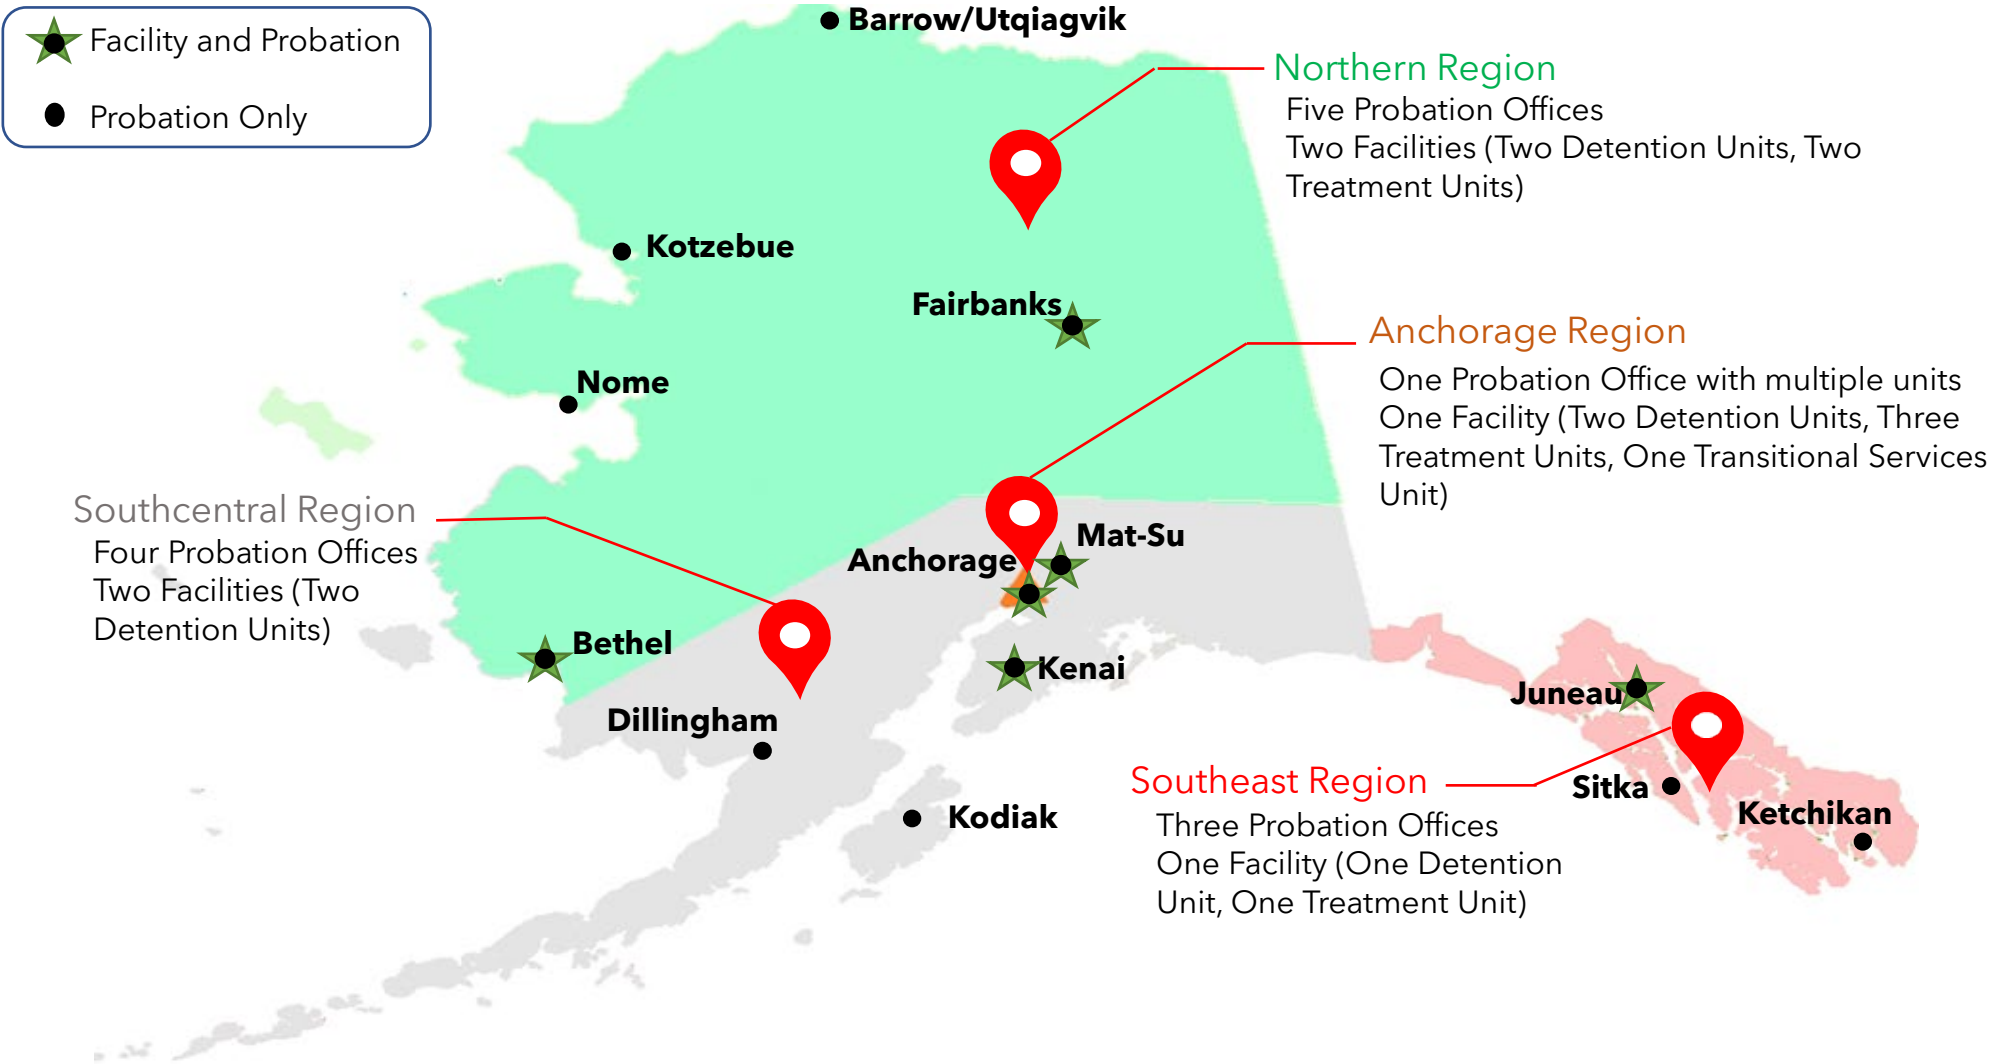 Facility and Probation
Probation Only
Barrow/Utqiagvik
Northern Region
Five Probation Offices
Two Facilities (Two Detention Units, Two
Treatment Units)
Kotzebue
Fairbanks
Nome
Anchorage Region
One Probation Office with multiple units
One Facility (Two Detention Units, Three
Treatment Units, One Transitional Services
Unit)
Southcentral Region
Four Probation Offices
Two Facilities (Two
Detention Units)
Mat-Su
Anchorage
Bethel
Kenai
Dillingham
Kodiak
Juneau
Sitka
Ketchikan
Southeast Region
Three Probation Offices
One Facility (One Detention
Unit, One Treatment Unit)